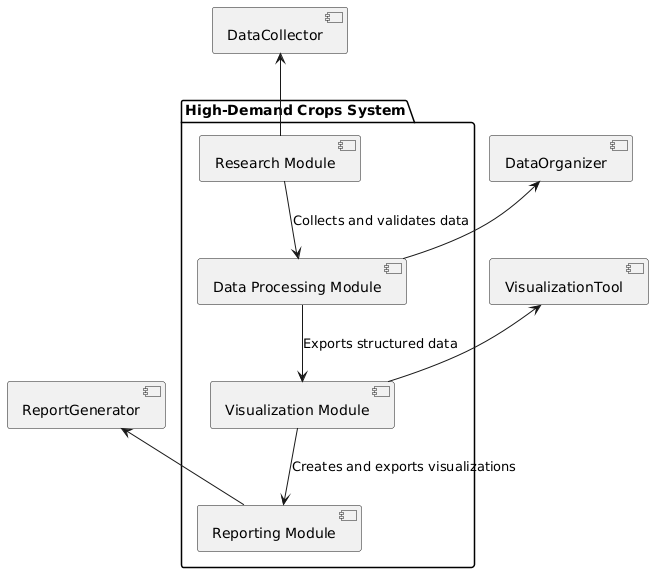 DataCollector
High-Demand Crops System
Research Module
DataOrganizer
Collects and validates data
Data Processing Module
VisualizationTool
Exports structured data
ReportGenerator
Visualization Module
Creates and exports visualizations
Reporting Module